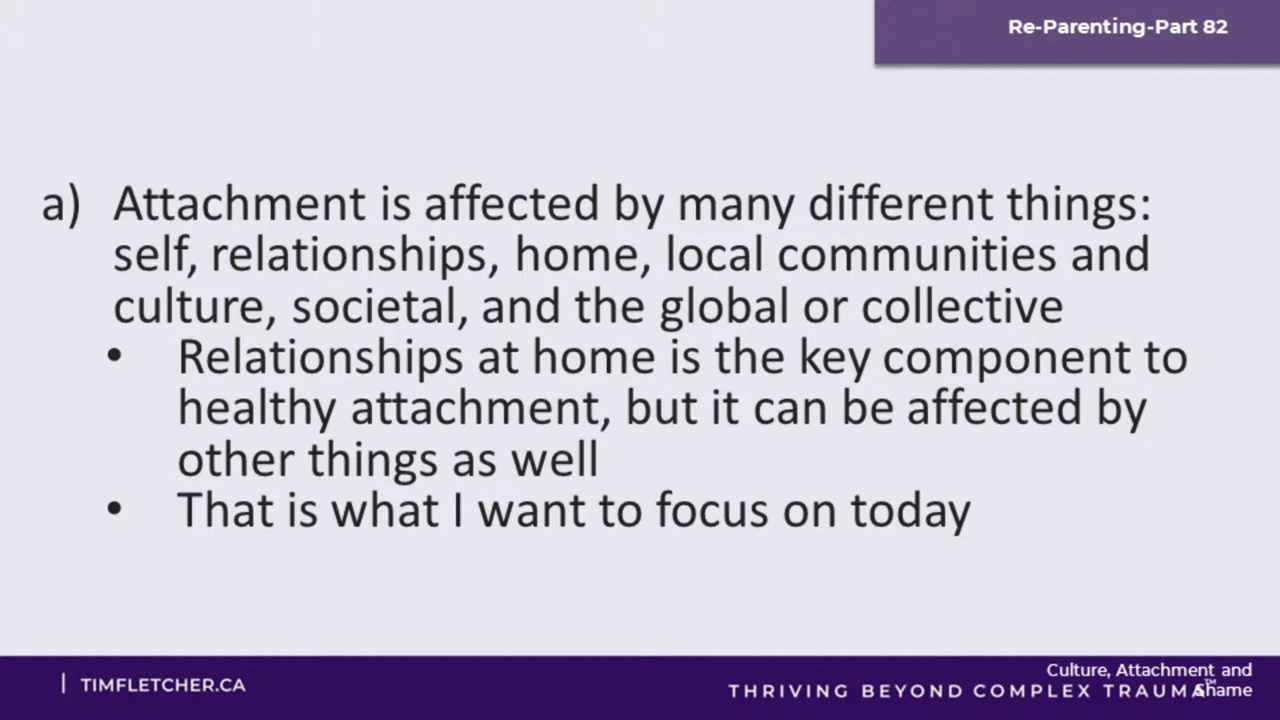 Re-Parenting-Part 82
a) Attachment is affected by many different things:
self, relationships, home, local communities and
culture, societal, and the global or collective
• Relationships at home is the key component to
healthy attachment, but it can be affected by
other things as well
• That is what I want to focus on today
| TIMFLETCHER.CA
Culture, Attachment and
Shame
THRIVING BEYOND COMPLEX TRAUMA™